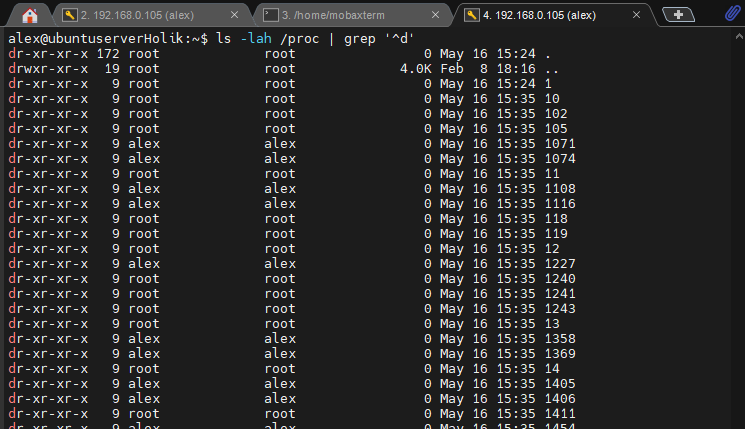 2. 192.168.0.105 (alex)
3. /home/mobaxterm
4. 192.168.0.105 (alex)
alex@ubuntuserverHolik:~$ ls -lah /proc | grep '^d'
dr-xr-xr-x 172 root root 0 May 16 15:24 .
drwxr-xr-x 19 root root 4.0K Feb 8 18:16 ..
dr-xr-xr-x 9 root root 0 May 16 15:24 1
dr-xr-xr-x 9 root root 0 May 16 15:35 10
dr-xr-xr-x 9 root root 0 May 16 15:35 102
dr-xr-xr-x 9 root root 0 May 16 15:35 105
dr-xr-xr-x 9 alex alex 0 May 16 15:35 1071
dr-xr-xr-x 9 alex alex 0 May 16 15:35 1074
dr-xr-xr-x 9 root root 0 May 16 15:35 11
dr-xr-xr-x 9 alex alex 0 May 16 15:35 1108
dr-xr-xr-x 9 alex alex 0 May 16 15:35 1116
dr-xr-xr-x 9 root root 0 May 16 15:35 118
dr-xr-xr-x 9 root root 0 May 16 15:35 119
dr-xr-xr-x 9 root root 0 May 16 15:35 12
dr-xr-xr-x 9 alex alex 0 May 16 15:35 1227
dr-xr-xr-x 9 root root 0 May 16 15:35 1240
dr-xr-xr-x 9 root root 0 May 16 15:35 1241
dr-xr-xr-x 9 root root 0 May 16 15:35 1243
dr-xr-xr-x 9 root root 0 May 16 15:35 13
dr-xr-xr-x 9 alex alex 0 May 16 15:35 1358
dr-xr-xr-x 9 alex alex 0 May 16 15:35 1369
dr-xr-xr-x 9 root root 0 May 16 15:35 14
dr-xr-xr-x 9 alex alex 0 May 16 15:35 1405
dr-xr-xr-x 9 alex alex 0 May 16 15:35 1406
dr-xr-xr-x 9 root root 0 May 16 15:35 1411
dr-xr-xr-x 9 alex alex 0 May 16 15:35 1454